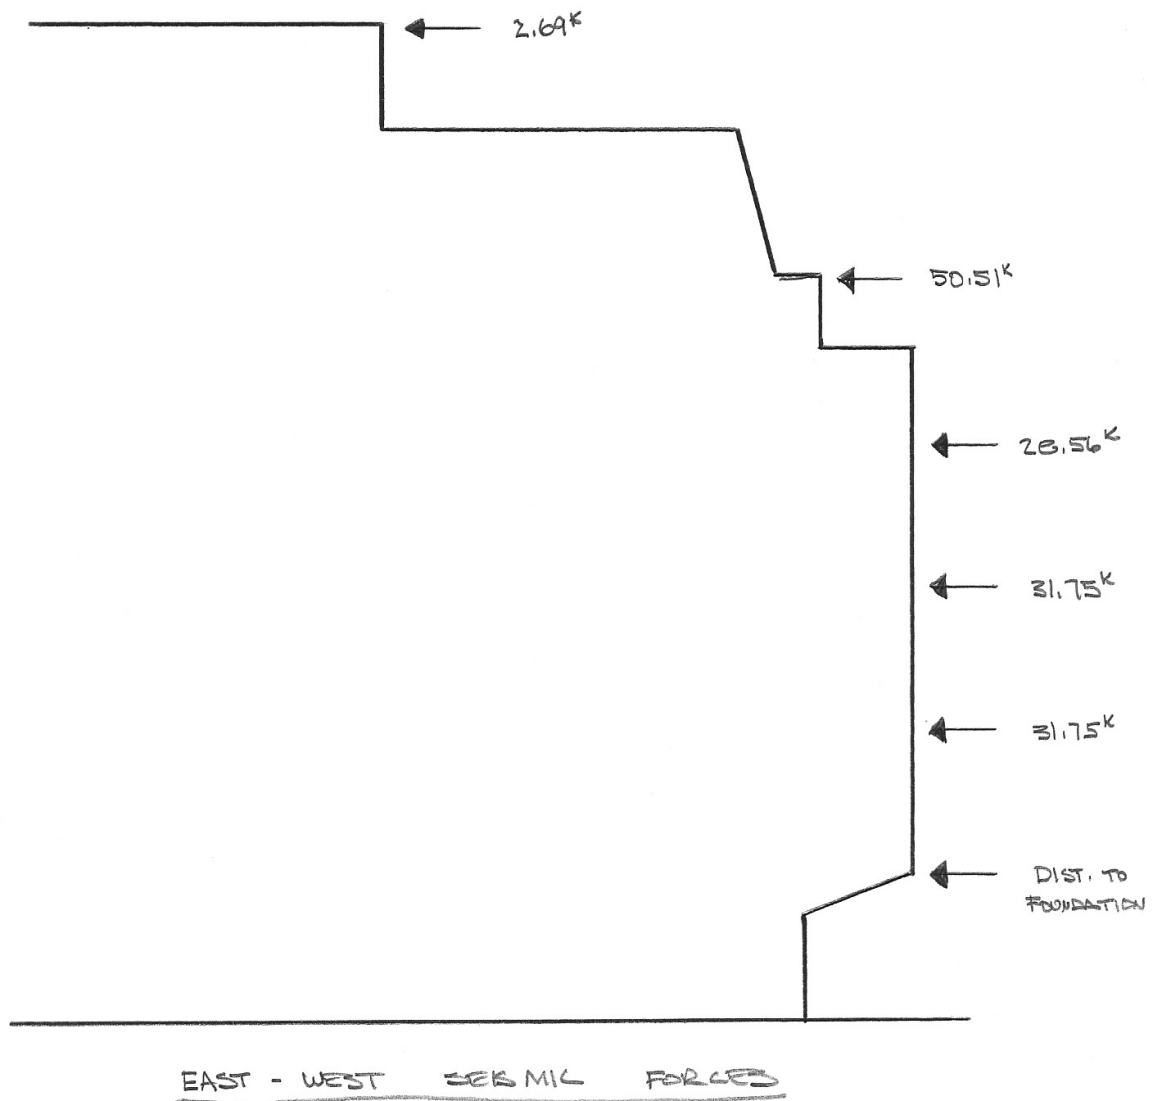 2.69K
50.51K
28.56K
31.75K
31.75K
DIST. TO
FOUNDATION
EAST - WEST SEISMIC FORCES